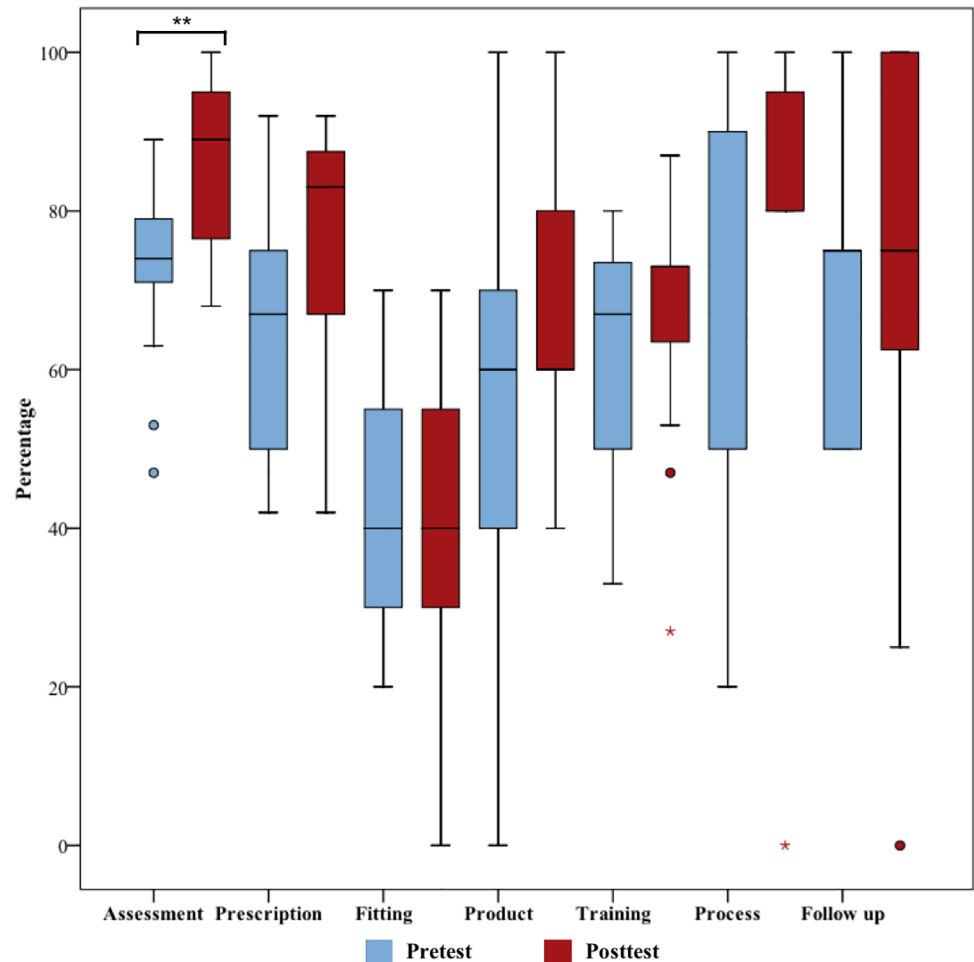 **
100
80
60
40
20
0
Percentage
Assessment Prescription Fitting Product Training Process Follow up
Pretest Posttest